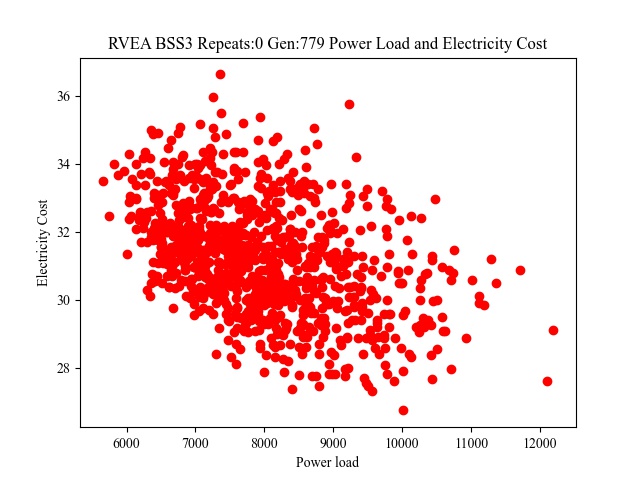 RVEA BSS3 Repeats:0 Gen:779 Power Load and Electricity Cost
36
34
32
30
28
Electricity Cost
6000 7000 8000 9000 10000 11000 12000
Power load